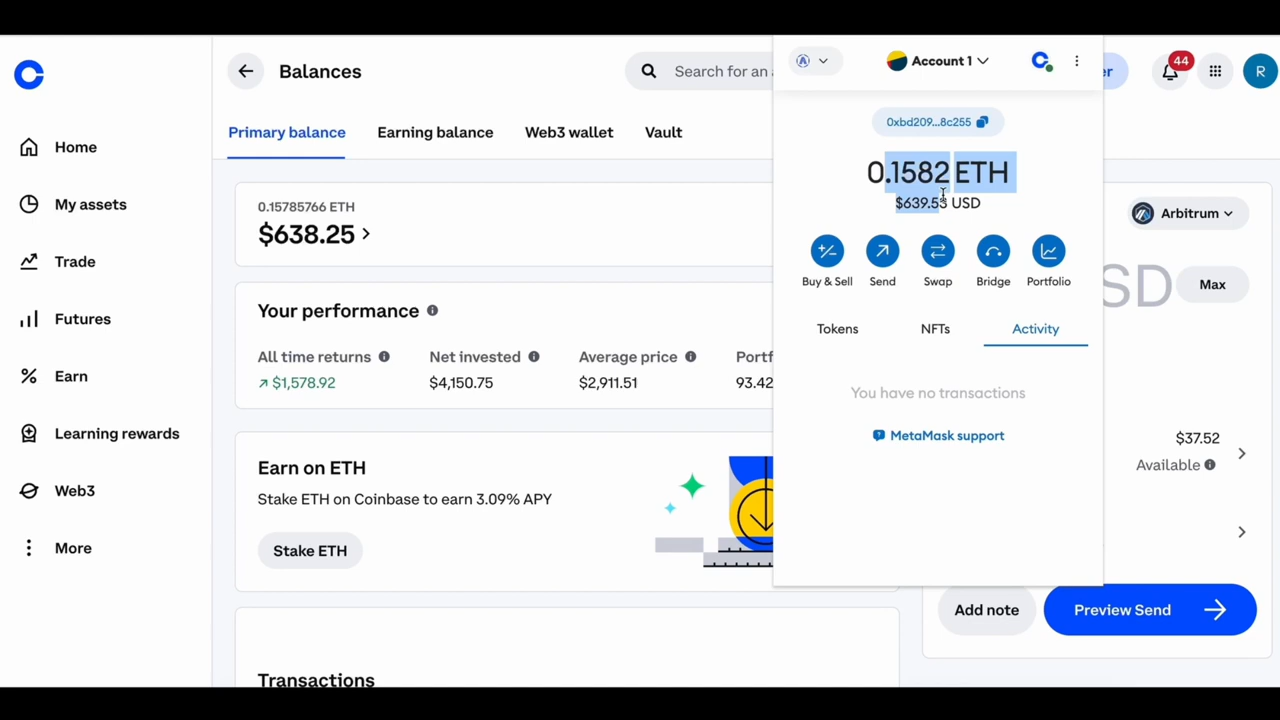 Home
My assets
Trade
Futures
Earn
Learning rewards
Web3
More
Balances
Search for an
44
R
Primary balance
Earning balance
Web3 wallet
Vault
0.15785766 ETH
$638.25
Your performance
All time returns
Net invested
Average price
$1,578.92
$4,150.75
$2,911.51
93.42
Earn on ETH
Stake ETH on Coinbase to earn 3.09% APY
Stake ETH
Transactions
Account 1
0xbd209...8c255
0.1582 ETH
$639.53 USD
Buy & Sell
Send
Swap
Bridge
Portfolio
Tokens
NFTs
Activity
You have no transactions
MetaMask support
Arbitrum
SD
Max
$37.52
Available
Add note
Preview Send